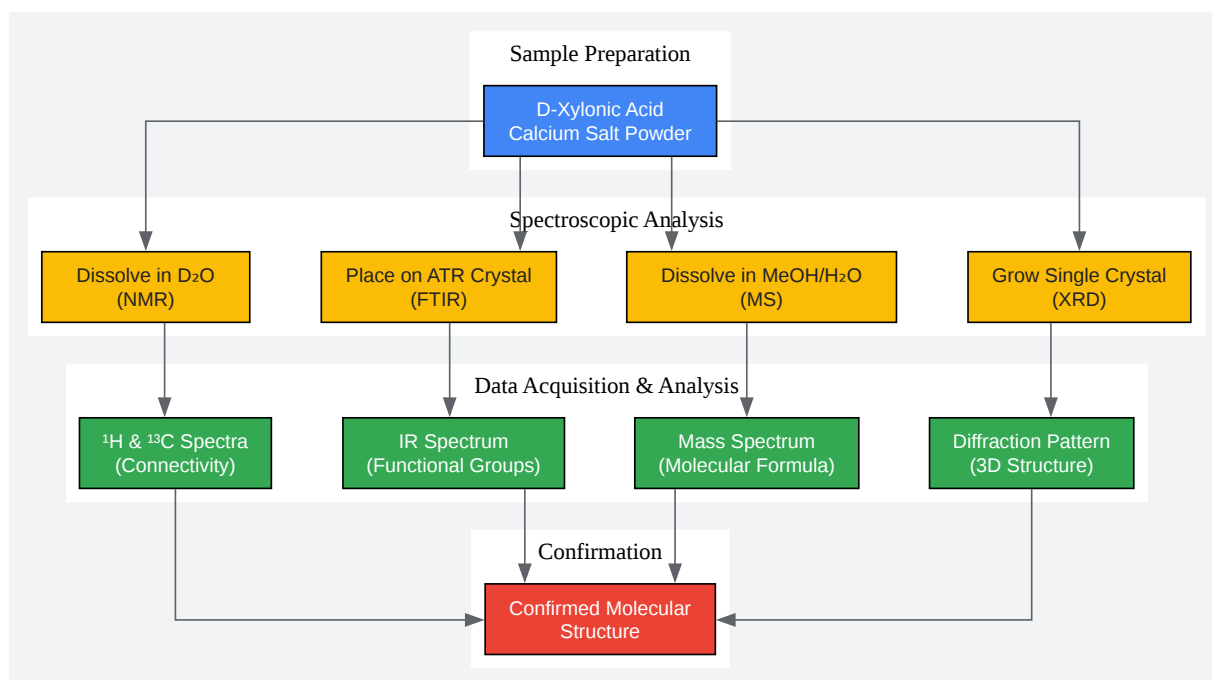 Sample Preparation
D-Xylonic Acid
Calcium Salt Powder
Spectroscopic Analysis
Dissolve in D₂O
(NMR)
Place on ATR Crystal
(FTIR)
Dissolve in MeOH/H₂O
(MS)
Grow Single Crystal
(XRD)
Data Acquisition & Analysis
¹H & ¹³C Spectra
(Connectivity)
IR Spectrum
(Functional Groups)
Mass Spectrum
(Molecular Formula)
Diffraction Pattern
(3D Structure)
Confirmation
Confirmed Molecular
Structure